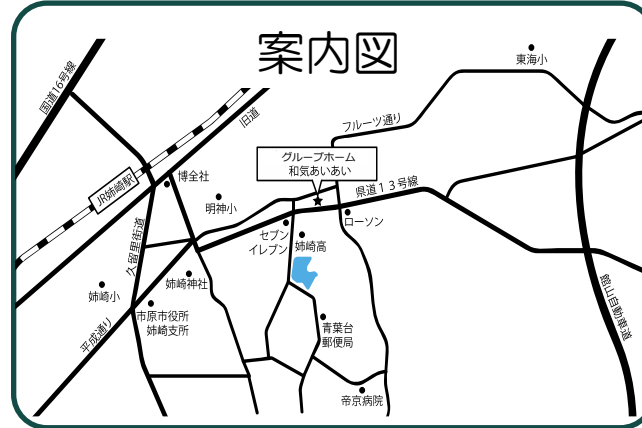 案内図
東海小
国道16号線
旧道
フルーツ通り
グループホーム
和気あいあい
博全社
JR姉崎駅
県道13号線
明神小
ローソン
セブン
イレブン
姉崎高
久留里街道
姉崎神社
姉崎小
市原市役所
姉崎支所
館山自動車道
平成通り
青葉台
郵便局
帝京病院